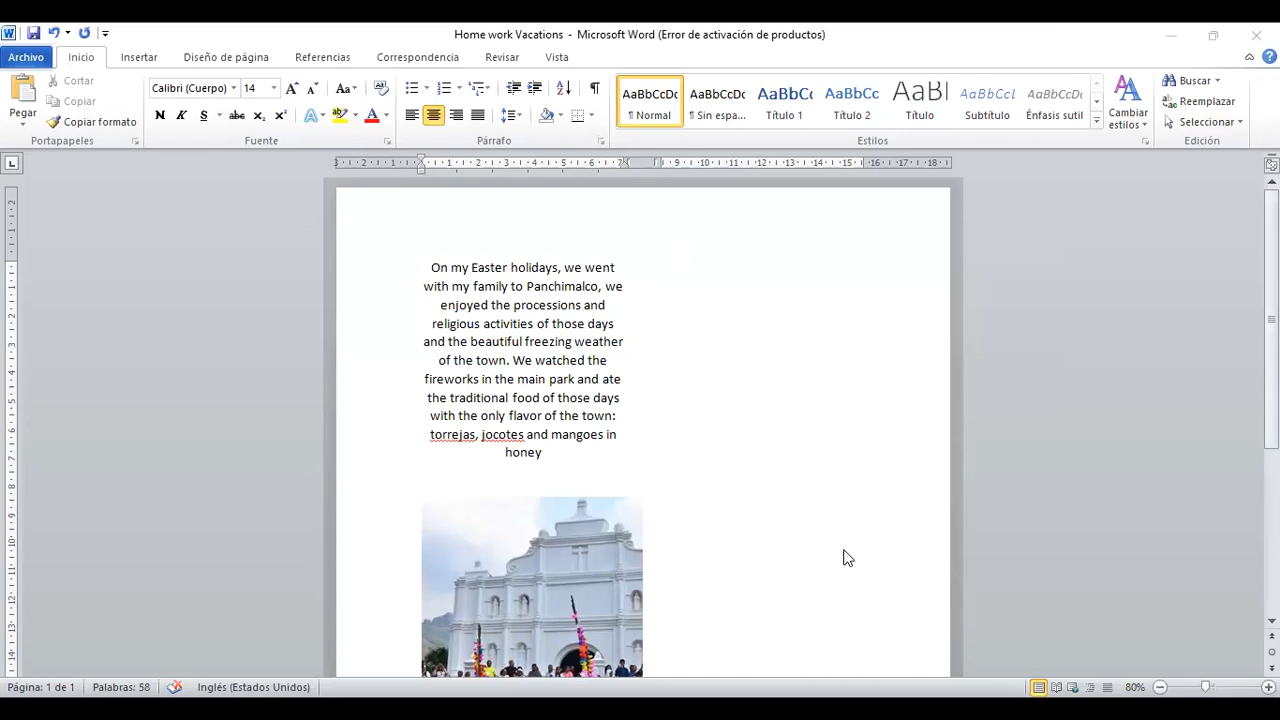 Home work Vacations - Microsoft Word (Error de activación de productos)
Archivo Inicio Insertar Diseño de página Referencias Correspondencia Revisar Vista
Pegar
Cortar
Copiar
Copiar formato
Portapapeles
Calibri (Cuerpo) 14
N K S abc x₂ x²
Fuente
Párrafo
AaBbCcDc
¶ Normal
AaBbCcDc
¶ Sin espa...
AaBbCc
Título 1
AaBbCc
Título 2
AaBl
Título
AaBbCcl
Subtítulo
AaBbCcDc
Énfasis sutil
Cambiar estilos
Estilos
Buscar
Reemplazar
Seleccionar
Edición
On my Easter holidays, we went
with my family to Panchimalco, we
enjoyed the processions and
religious activities of those days
and the beautiful freezing weather
of the town. We watched the
fireworks in the main park and ate
the traditional food of those days
with the only flavor of the town:
torrejas, jocotes and mangoes in
honey
Página: 1 de 1 Palabras: 58 Inglés (Estados Unidos) 80%